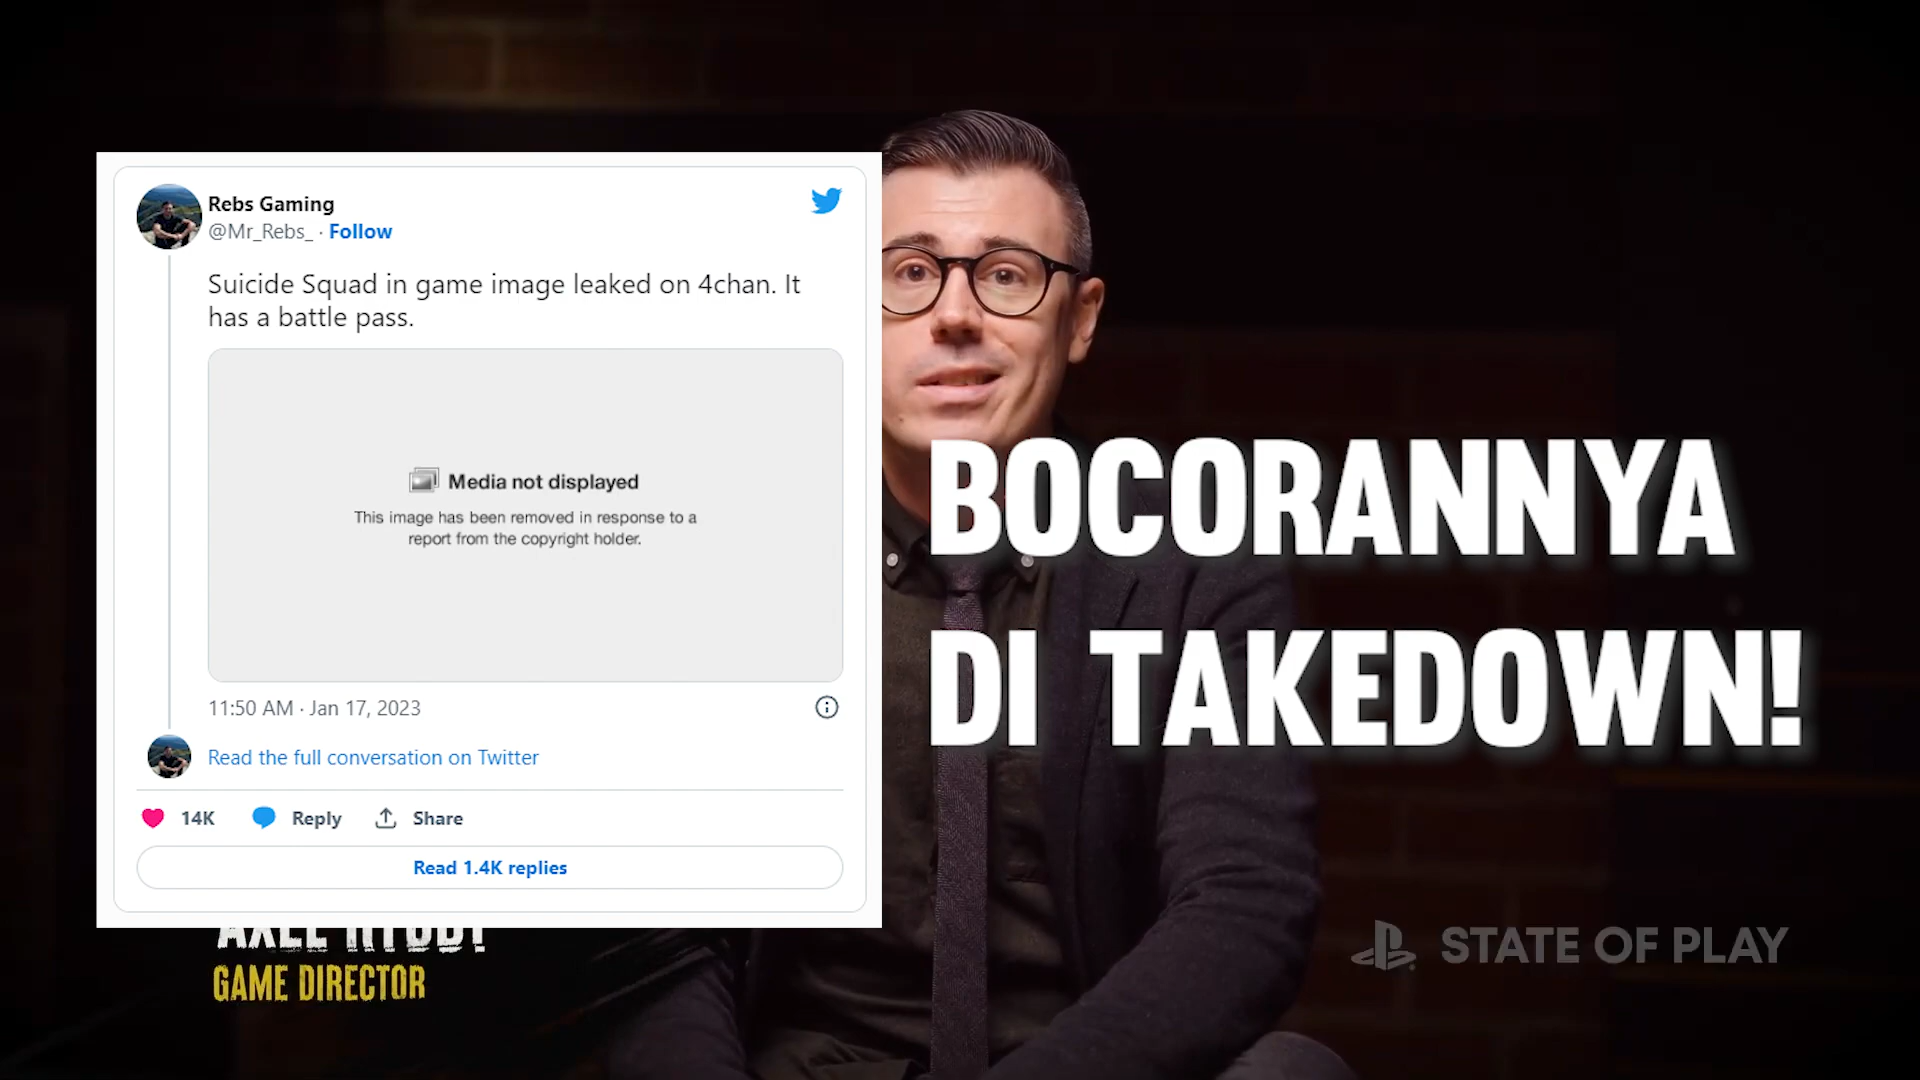 Rebs Gaming
@Mr_Rebs_ · Follow
Suicide Squad in game image leaked on 4chan. It
has a battle pass.
Media not displayed
This image has been removed in response to a
report from the copyright holder.
11:50 AM · Jan 17, 2023
Read the full conversation on Twitter
14K Reply Share
Read 1.4K replies
BOCORANNYA
DI TAKEDOWN!
GAME DIRECTOR
STATE OF PLAY